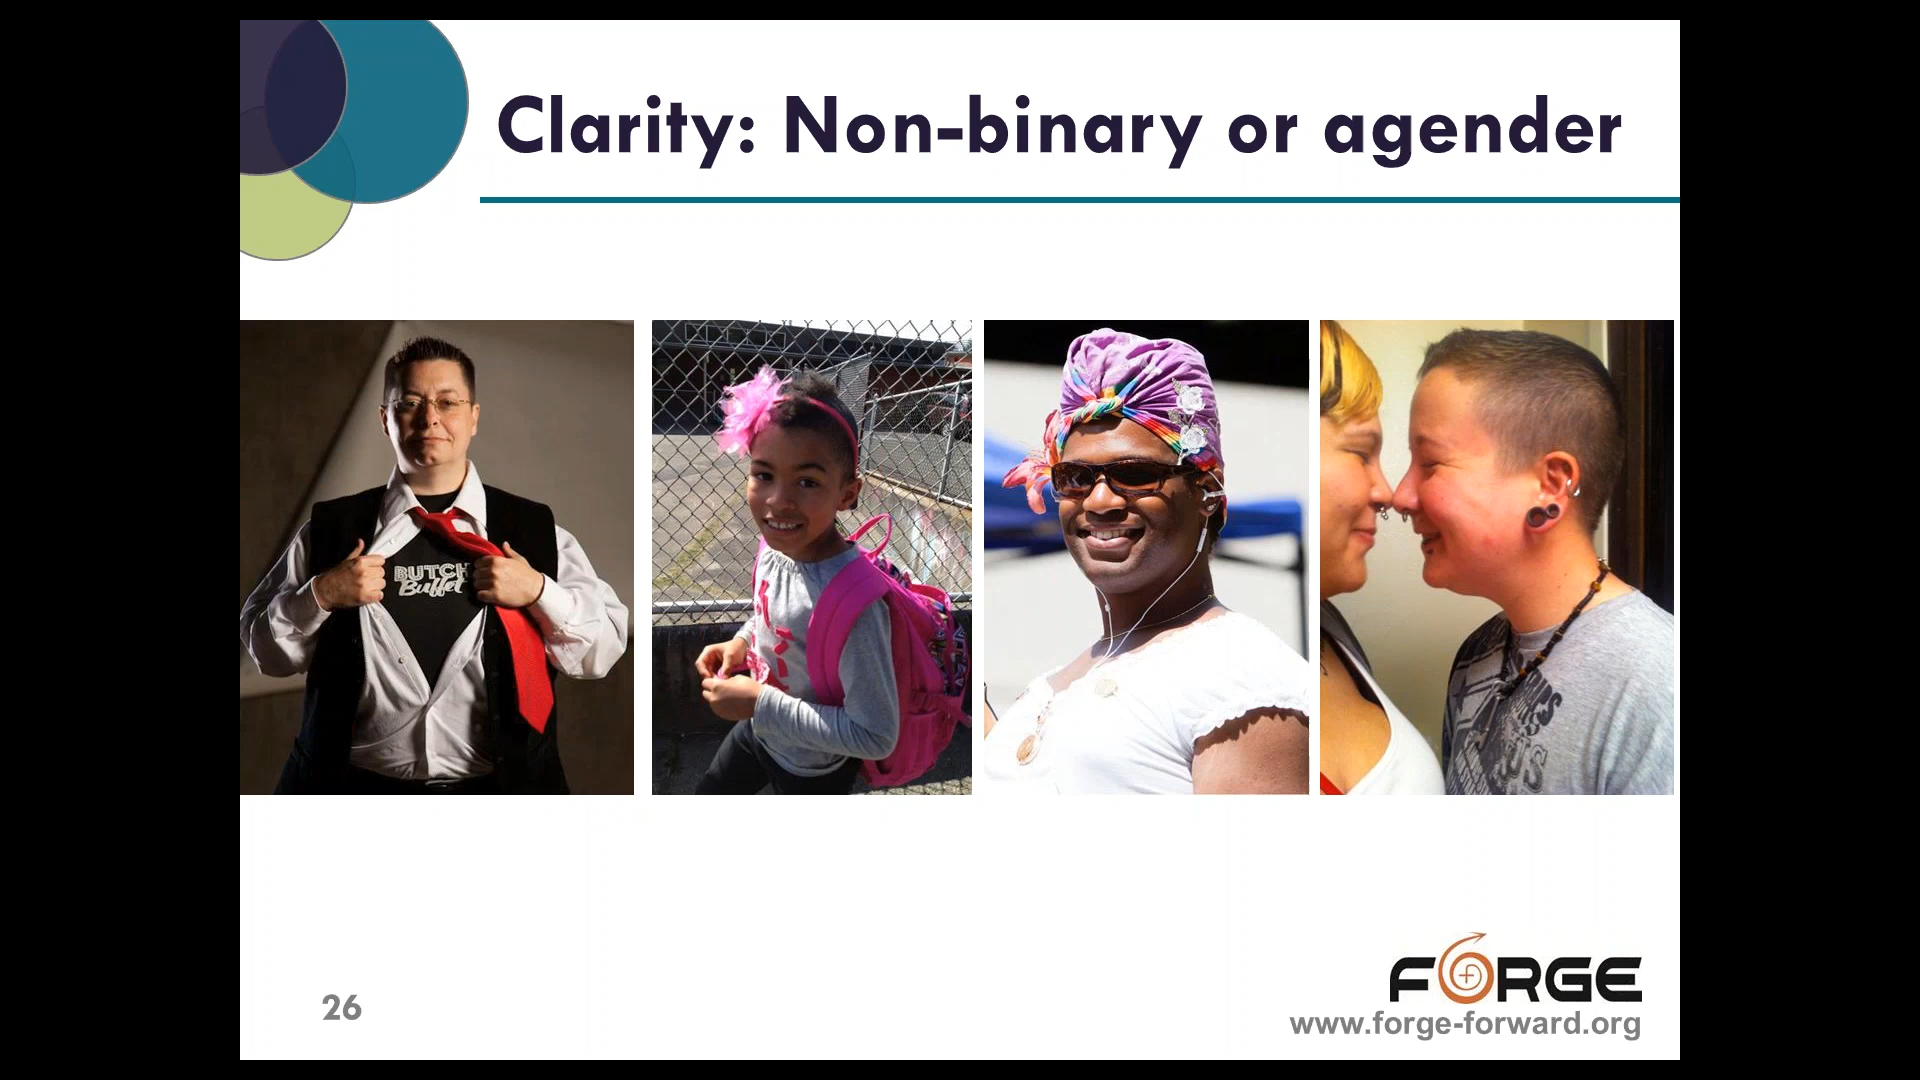 Clarity: Non-binary or agender
BUTCH
Buffet
26
FORGE
www.forge-forward.org